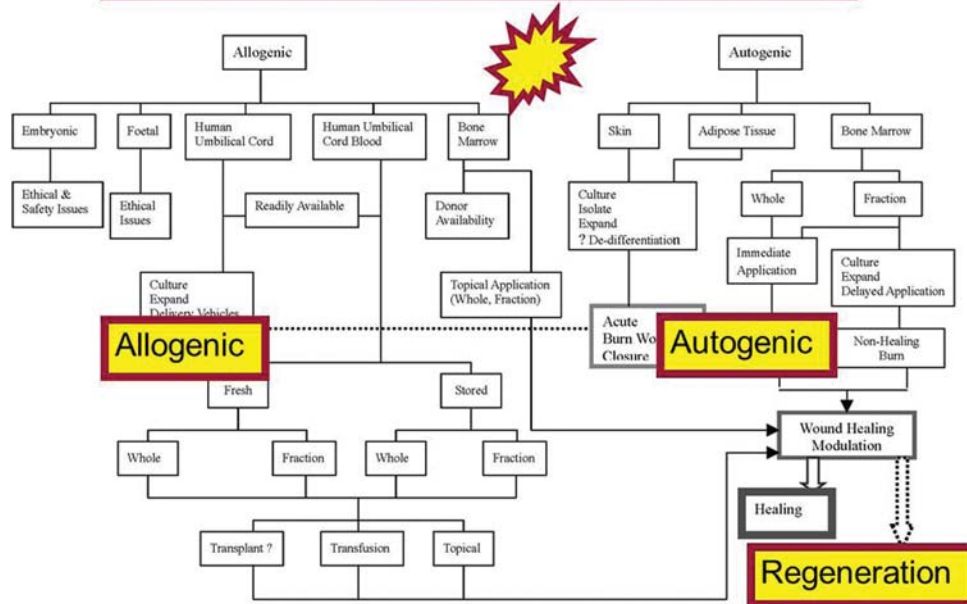 Allogenic
Autogenic
Embryonic
Foetal
Human
Umbilical Cord
Human Umbilical
Cord Blood
Bone
Marrow
Skin
Adipose Tissue
Bone Marrow
Ethical &
Safety Issues
Ethical
Issues
Readily Available
Donor
Availability
Culture
Isolate
Expand
? De-differentiation
Whole
Fraction
Immediate
Application
Culture
Expand
Delayed Application
Culture
Expand
Delivery Vehicles
Topical Application
(Whole, Fraction)
Allogenic
Acute
Burn
Closure
Autogenic
Non-Healing
Burn
Fresh
Stored
Whole
Fraction
Whole
Fraction
Wound Healing
Modulation
Healing
Transplant ?
Transfusion
Topical
Regeneration